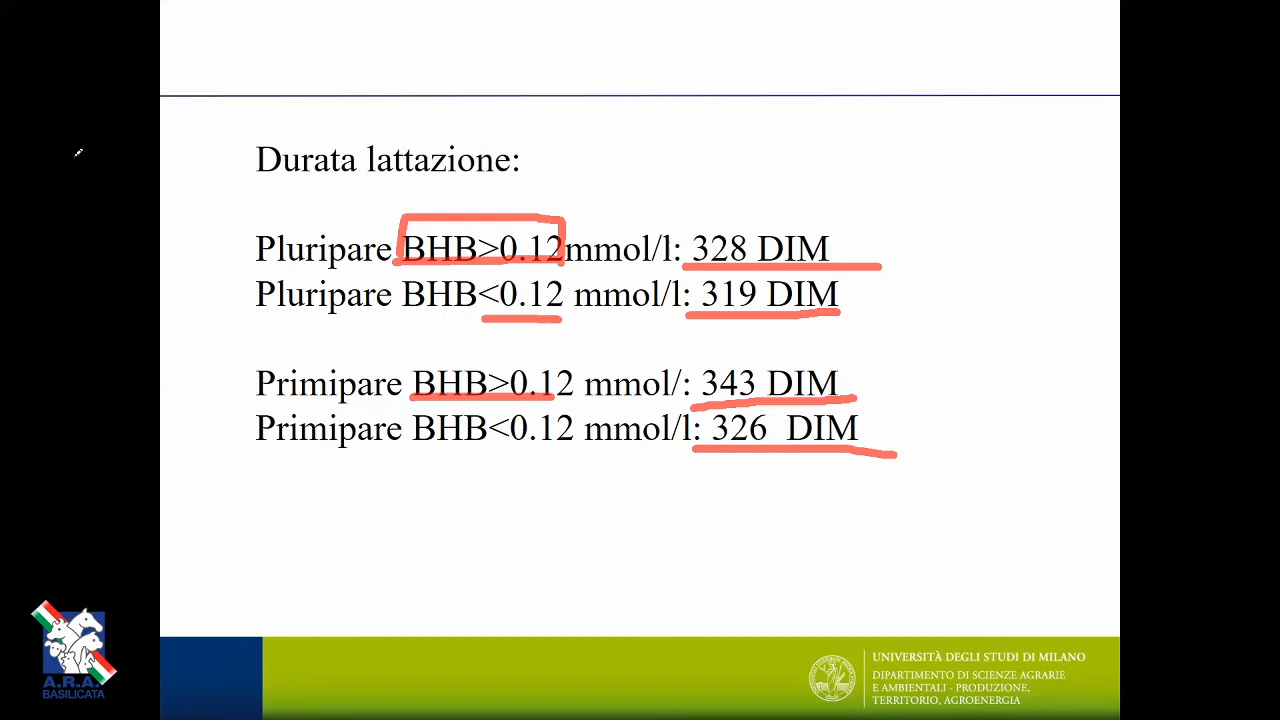 Durata lattazione:
Pluripare BHB>0.12mmol/l: 328 DIM
Pluripare BHB<0.12 mmol/l: 319 DIM
Primipare BHB>0.12 mmol/: 343 DIM
Primipare BHB<0.12 mmol/l: 326 DIM
A.R.A.
BASILICATA
UNIVERSITÀ DEGLI STUDI DI MILANO
DIPARTIMENTO DI SCIENZE AGRARIE
E AMBIENTALI - PRODUZIONE,
TERRITORIO, AGROENERGIA